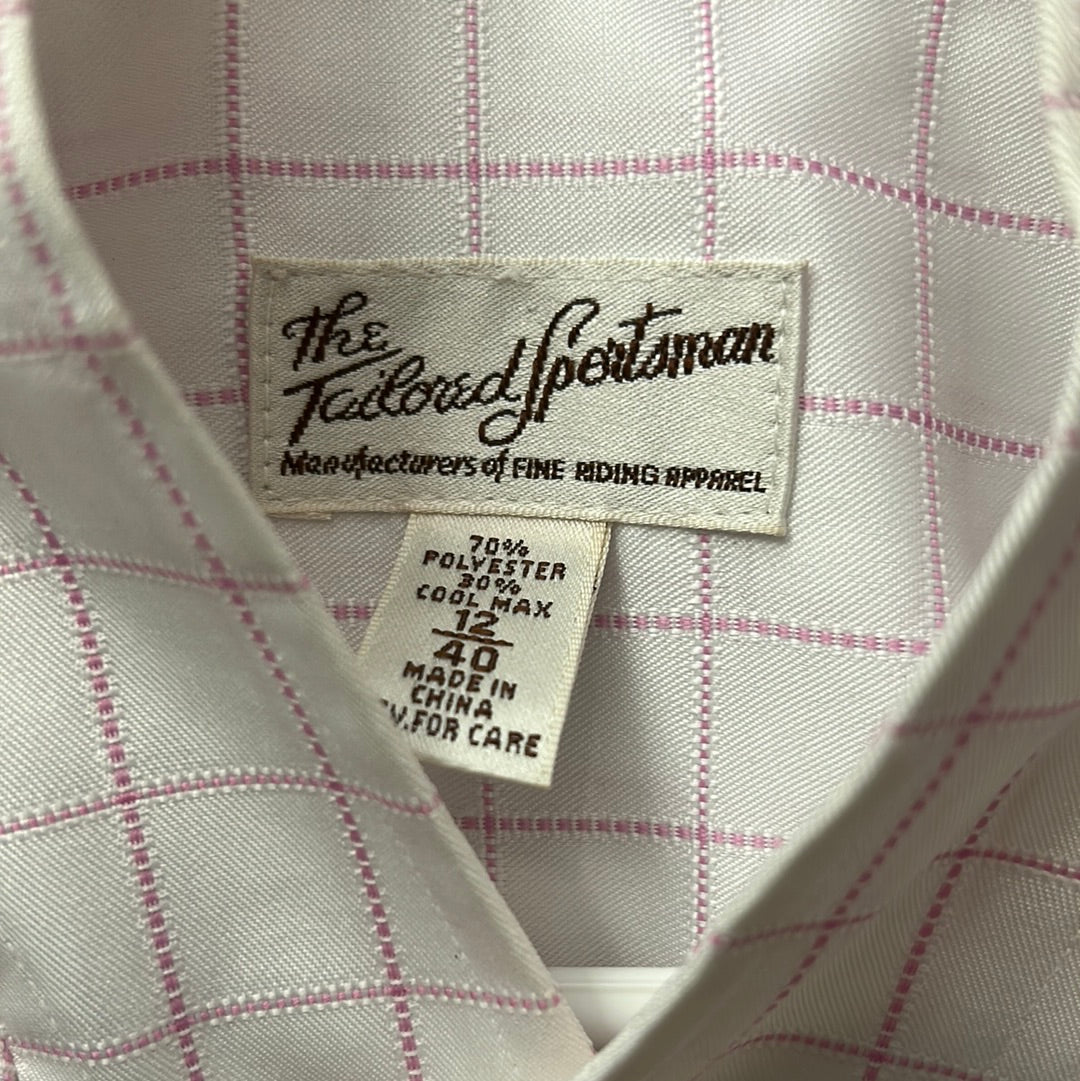 The
Tailored Sportsman
Manufacturers of FINE RIDING APPAREL
70%
POLYESTER
30%
COOL MAX
12
40
MADE IN
CHINA
FOR CARE